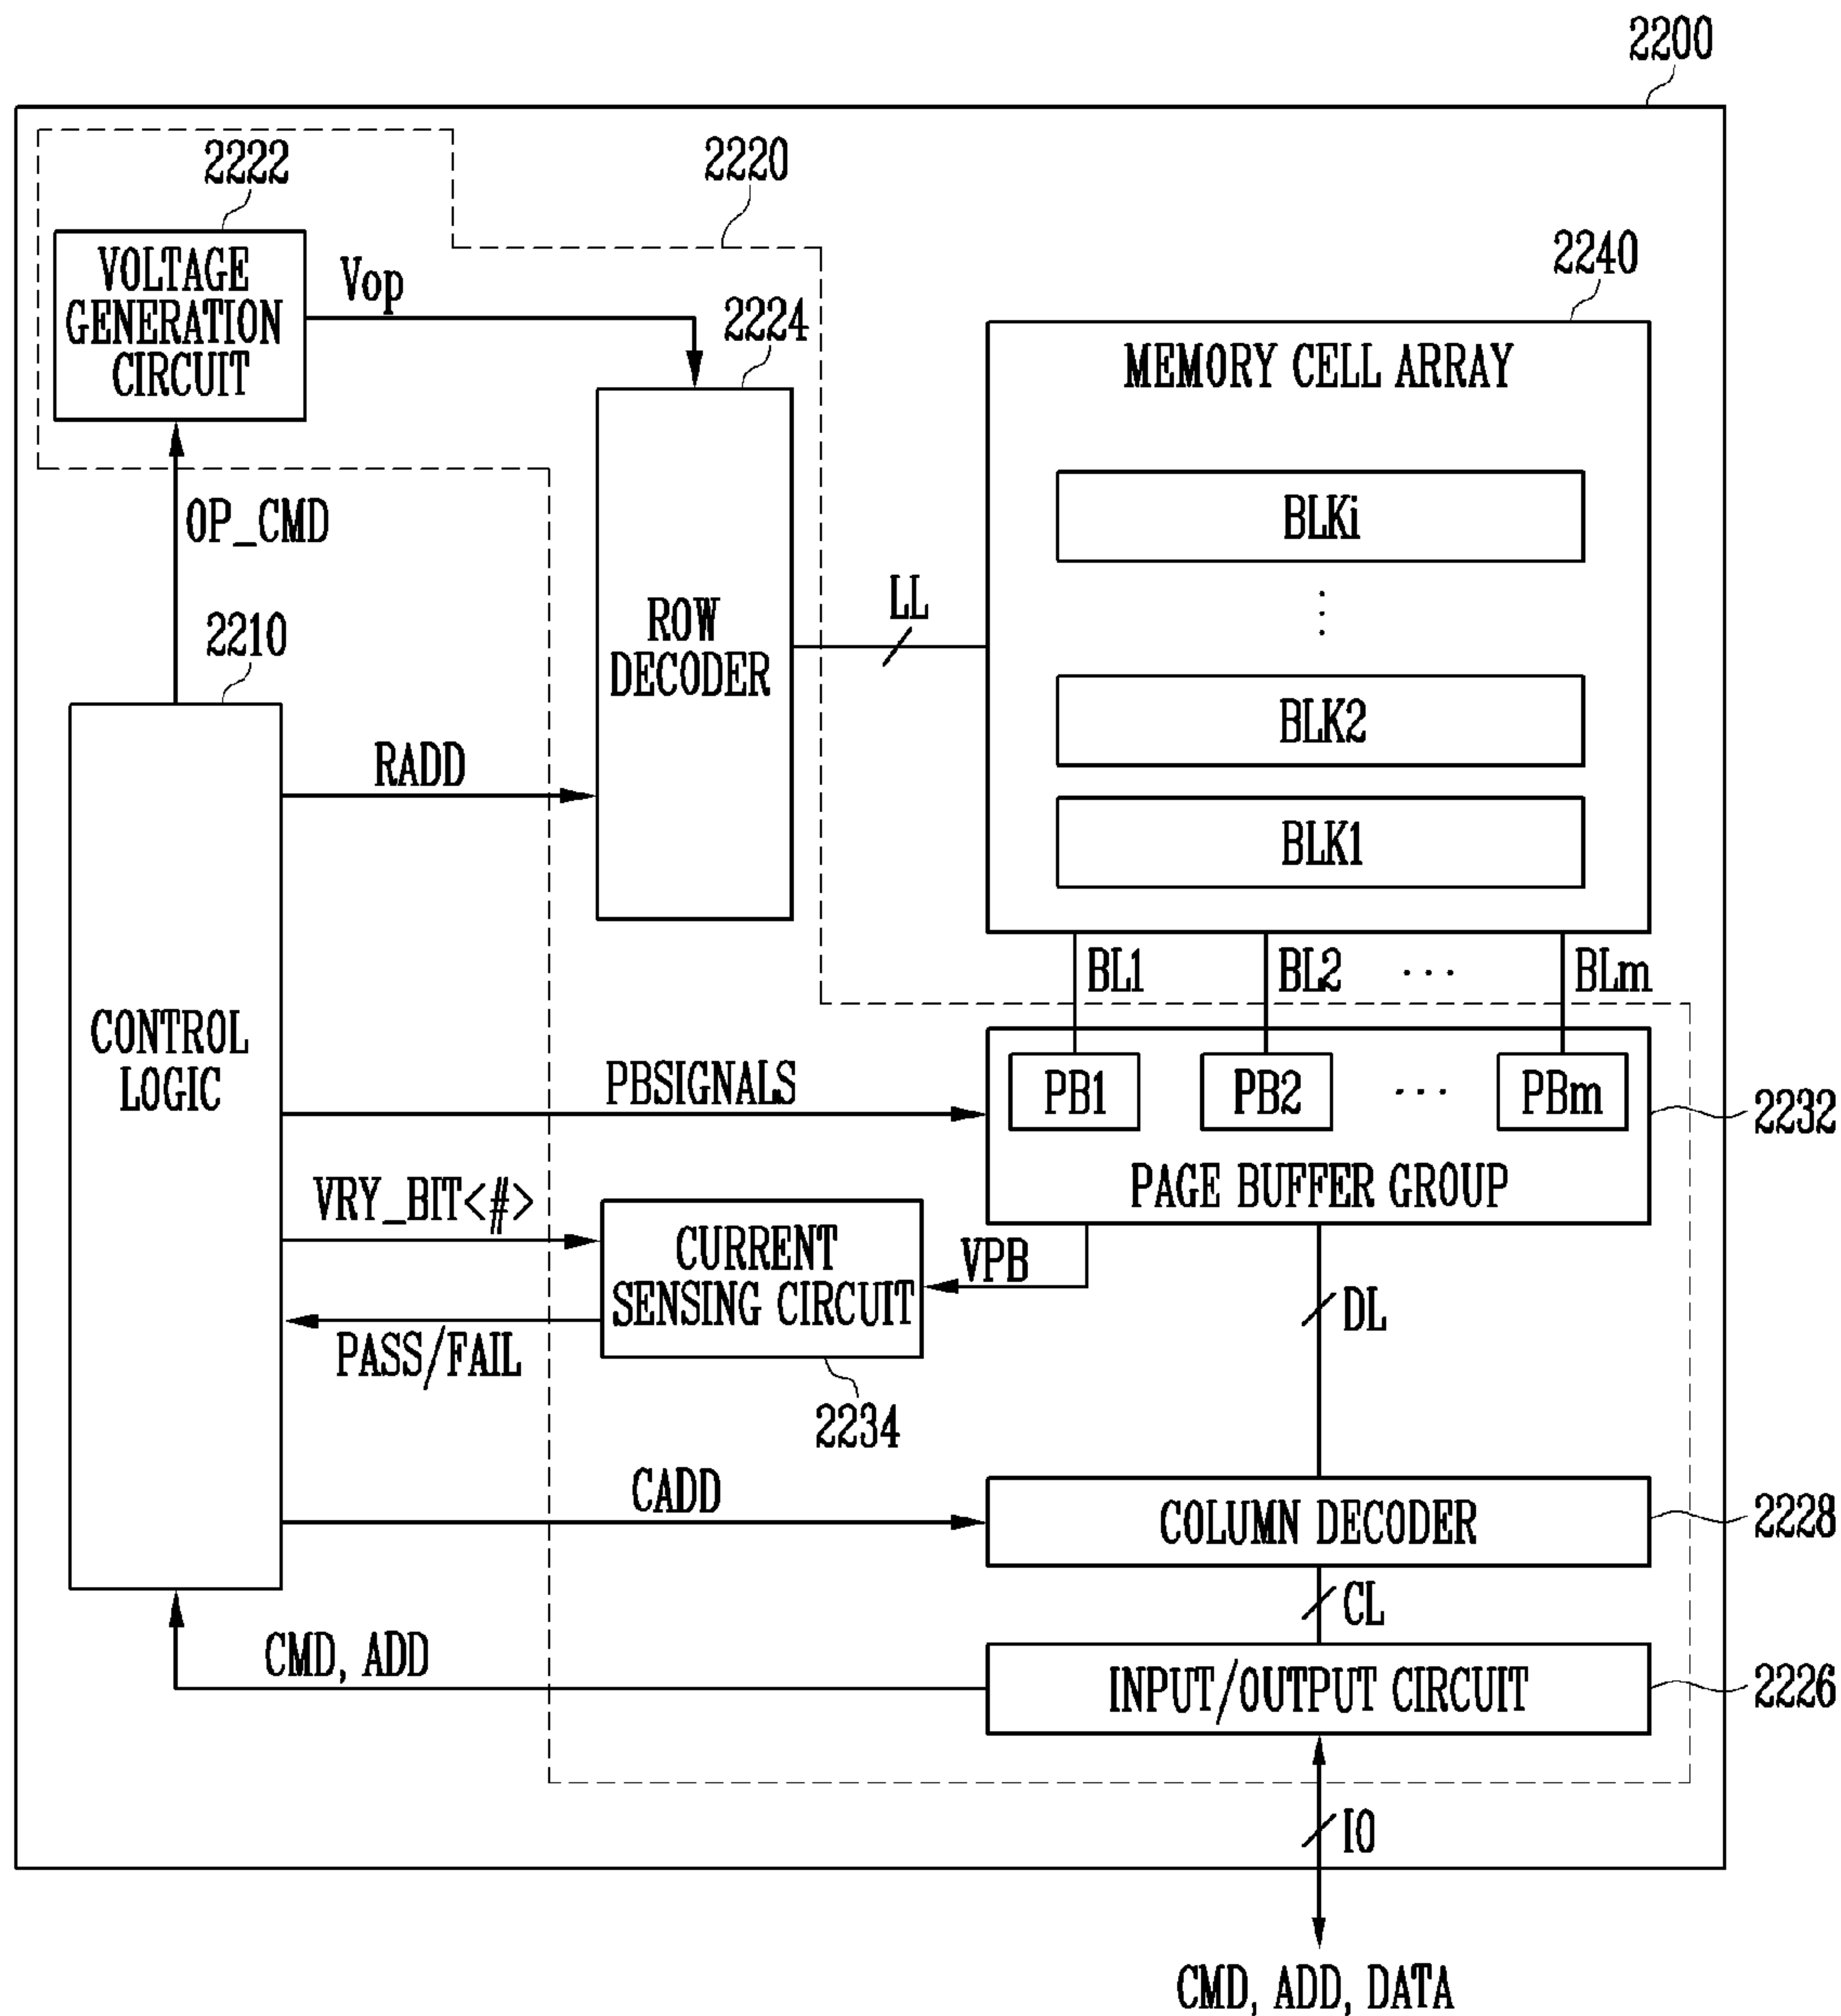 2200
2222
2220
VOLTAGE
GENERATION
CIRCUIT
Vop
2224
2240
MEMORY CELL ARRAY
BLKi
⋮
BLK2
BLK1
OP_CMD
2210
LL
ROW
DECODER
RADD
BL1 BL2 ··· BLm
CONTROL
LOGIC
PBSIGNALS
PB1 PB2 ··· PBm
2232
PAGE BUFFER GROUP
VRY_BIT<#>
CURRENT
SENSING CIRCUIT
VPB
DL
PASS/FAIL
2234
CADD
COLUMN DECODER
2228
CL
CMD, ADD
INPUT/OUTPUT CIRCUIT
2226
IO
CMD, ADD, DATA